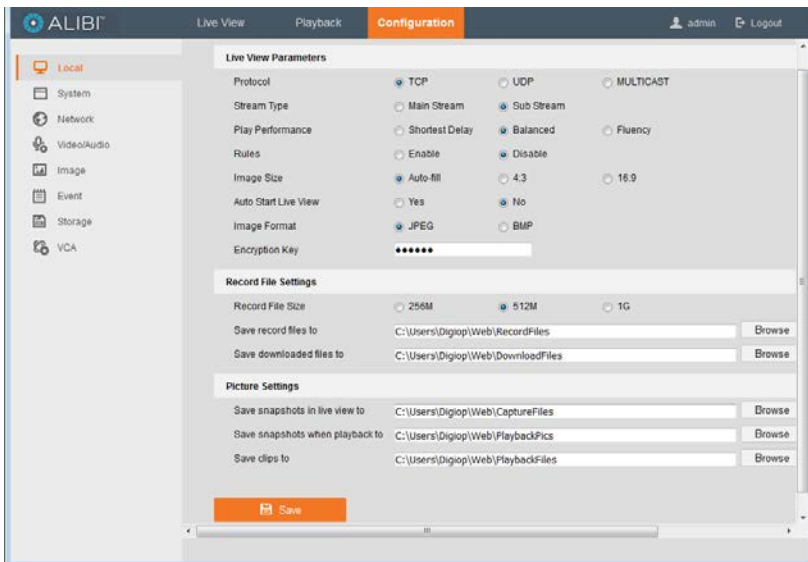 ALIBI™ Live View Playback Configuration admin Logout
Local
System
Network
Video/Audio
Image
Event
Storage
VCA
Live View Parameters
Protocol TCP UDP MULTICAST
Stream Type Main Stream Sub Stream
Play Performance Shortest Delay Balanced Fluency
Rules Enable Disable
Image Size Auto-fill 4:3 16:9
Auto Start Live View Yes No
Image Format JPEG BMP
Encryption Key ●●●●●●
Record File Settings
Record File Size 256M 512M 1G
Save record files to C:\Users\Digiop\Web\RecordFiles Browse
Save downloaded files to C:\Users\Digiop\Web\DownloadFiles Browse
Picture Settings
Save snapshots in live view to C:\Users\Digiop\Web\CaptureFiles Browse
Save snapshots when playback to C:\Users\Digiop\Web\PlaybackPics Browse
Save clips to C:\Users\Digiop\Web\PlaybackFiles Browse
Save